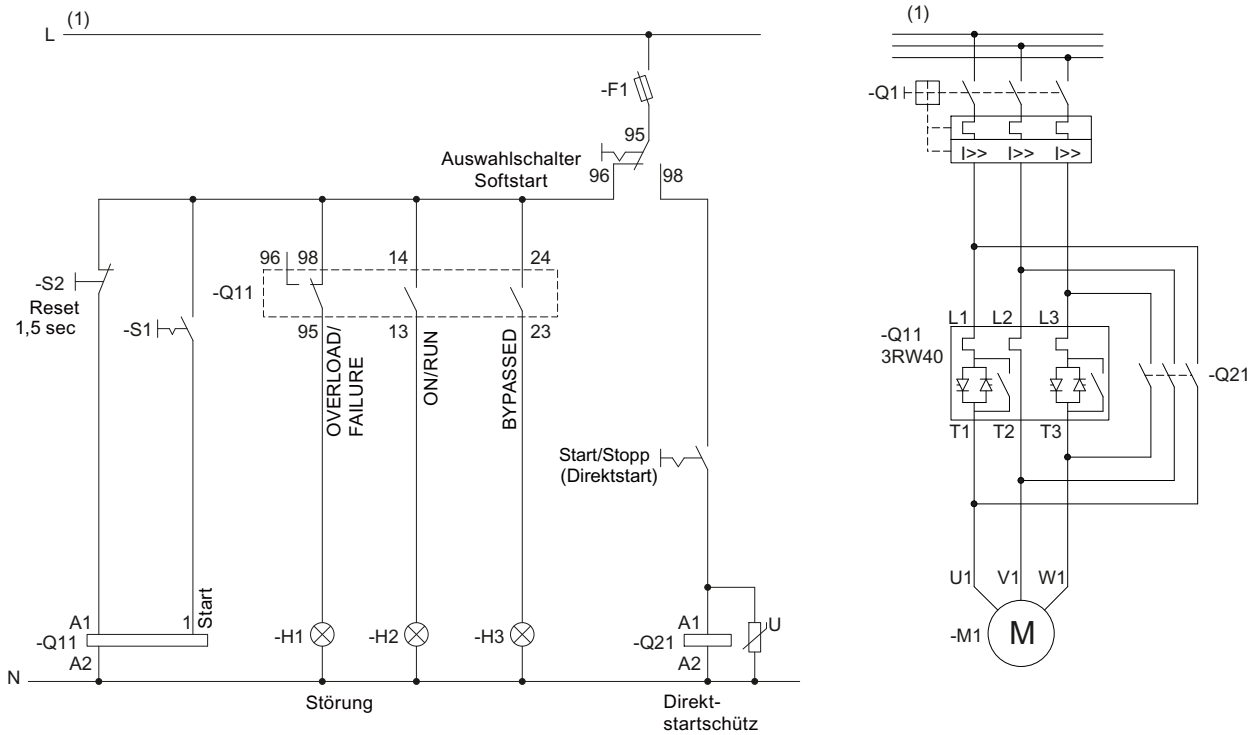 (1)
L
-F1
95
Auswahlschalter
Softstart
96
98
-S2
Reset
1,5 sec
-S1
96
98
14
24
-Q11
95
13
23
OVERLOAD/
FAILURE
ON/RUN
BYPASSED
Start/Stopp
(Direktstart)
Start
A1
1
-Q11
A2
-H1
-H2
-H3
A1
-Q21
A2
U
N
Störung
Direkt-
startschütz
(1)
-Q1
I>>
I>>
I>>
L1
L2
L3
-Q11
3RW40
-Q21
T1
T2
T3
U1
V1
W1
-M1
M